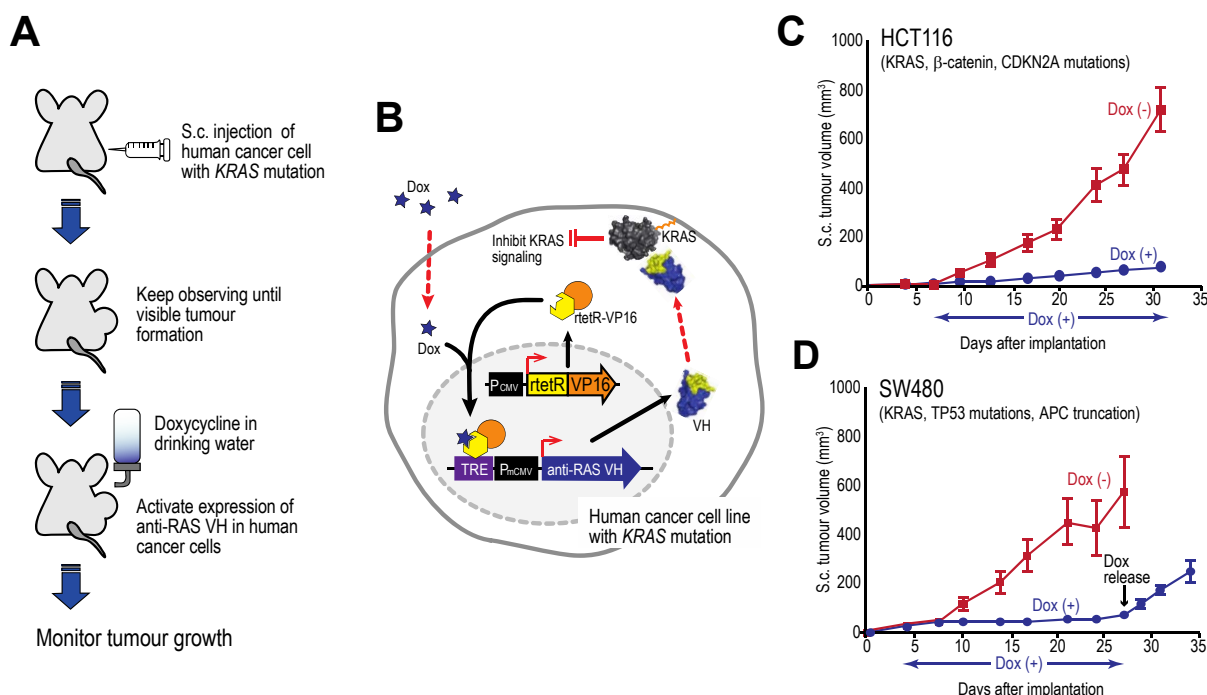 A
S.c. injection of
human cancer cell
with KRAS mutation
Keep observing until
visible tumour
formation
Doxycycline in
drinking water
Activate expression of
anti-RAS VH in human
cancer cells
Monitor tumour growth
B
Dox
Inhibit KRAS
signaling
KRAS
rtetR-VP16
Dox
PCMV rtetR VP16
VH
TRE PmCMV anti-RAS VH
Human cancer cell line
with KRAS mutation
C
HCT116
(KRAS, β-catenin, CDKN2A mutations)
S.c. tumour volume (mm³)
1000
800
600
400
200
0
Dox (-)
Dox (+)
0 5 10 15 20 25 30 35
Dox (+)
Days after implantation
D
SW480
(KRAS, TP53 mutations, APC truncation)
S.c. tumour volume (mm³)
1000
800
600
400
200
0
Dox (-)
Dox
release
Dox (+)
0 5 10 15 20 25 30 35
Dox (+)
Days after implantation